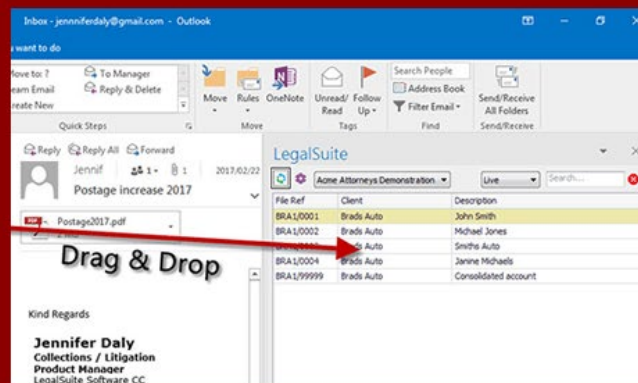 Inbox - jennniferdaly@gmail.com - Outlook
u want to do
Move to: ?
To Manager
Team Email
Reply & Delete
Create New
Quick Steps
Move
Rules
OneNote
Move
Unread/ Read
Follow Up
Tags
Search People
Address Book
Filter Email
Find
Send/Receive All Folders
Send/Receive
Reply Reply All Forward
Jennif 1 1 2017/02/22
Postage increase 2017
Postage2017.pdf
Drag & Drop
Kind Regards
Jennifer Daly
Collections / Litigation
Product Manager
LegalSuite Software CC
LegalSuite
Acme Attorneys Demonstration Live Search...
File Ref Client Description
BRA1/0001 Brads Auto John Smith
BRA1/0002 Brads Auto Michael Jones
Smiths Auto
BRA1/0004 Brads Auto Janine Michaels
BRA1/99999 Brads Auto Consolidated account